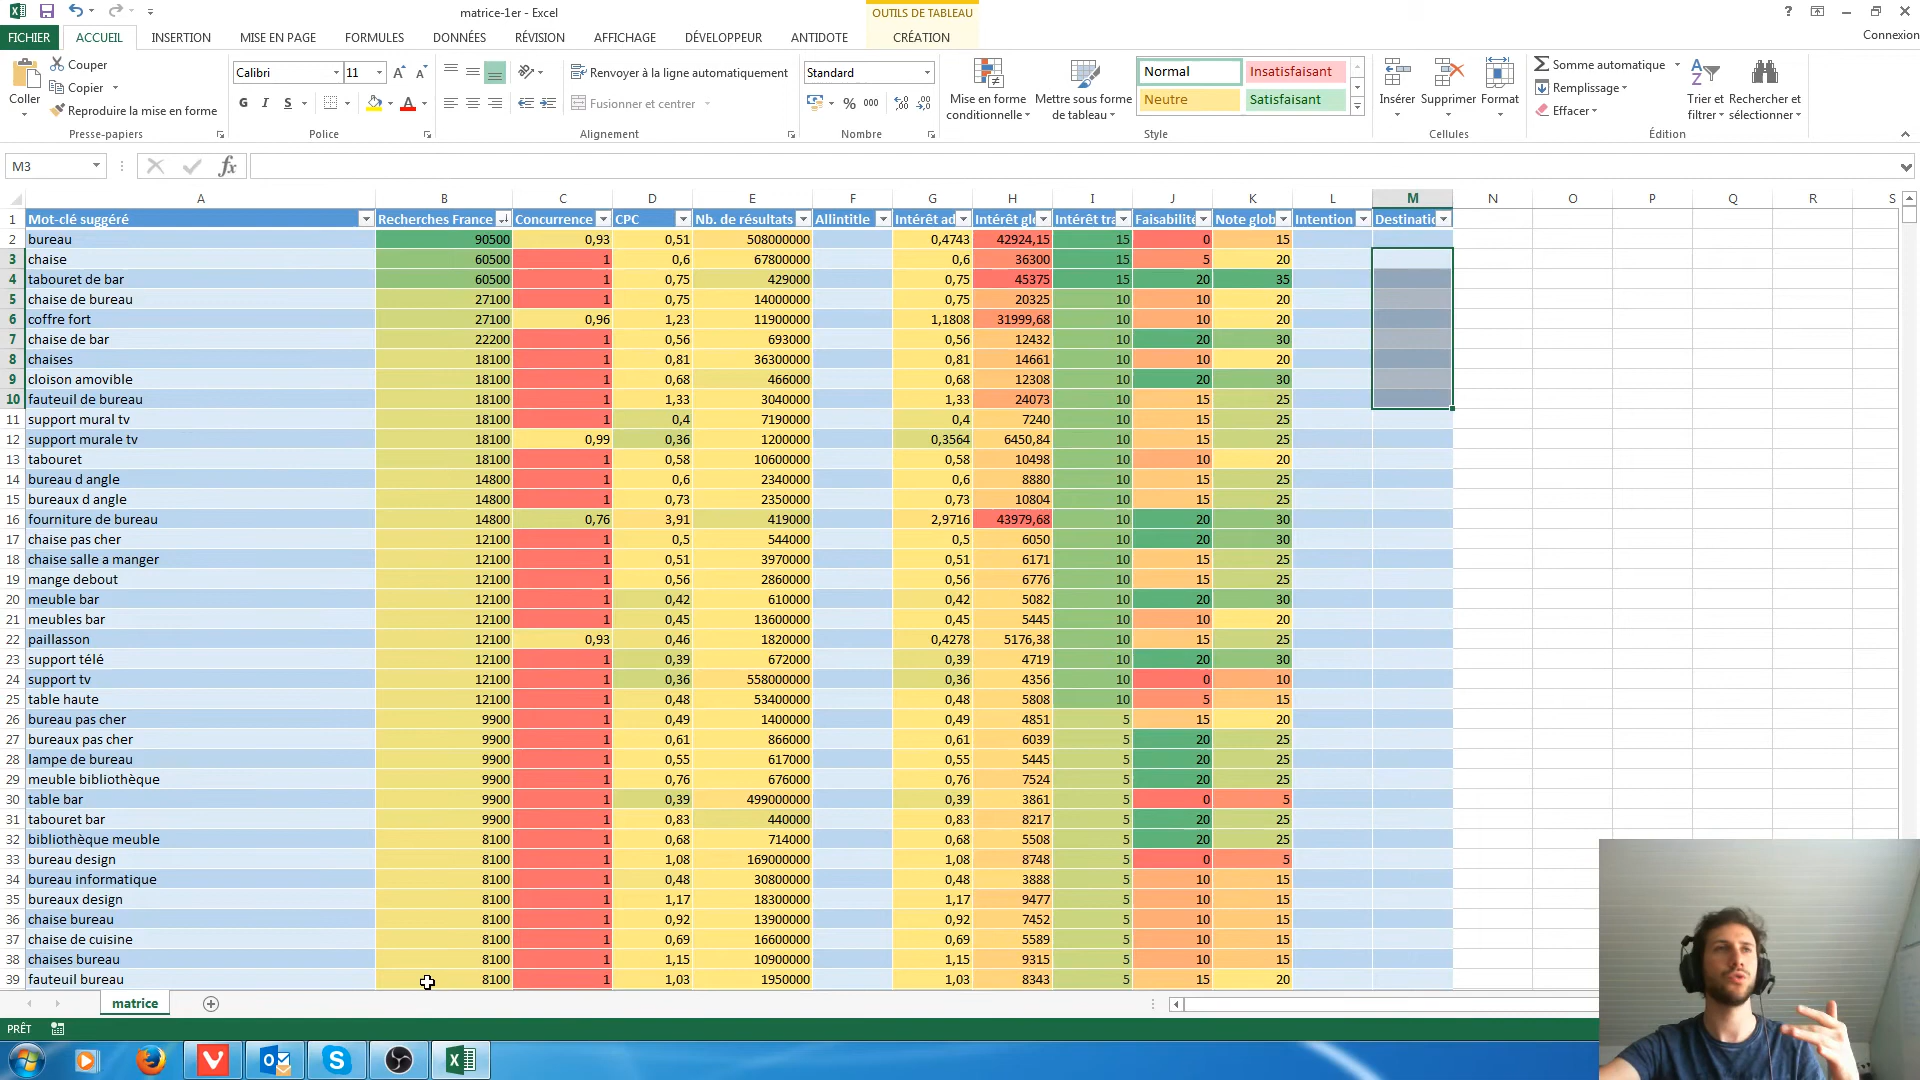 matrice-1er - Excel
OUTILS DE TABLEAU
?
Connexion
FICHIER ACCUEIL INSERTION MISE EN PAGE FORMULES DONNÉES RÉVISION AFFICHAGE DÉVELOPPEUR ANTIDOTE CRÉATION
Coller
Couper
Copier
Reproduire la mise en forme
Presse-papiers
Calibri 11
G I S
Police
Renvoyer à la ligne automatiquement
Fusionner et centrer
Alignement
Standard
% 000
Nombre
Mise en forme conditionnelle
Mettre sous forme de tableau
Normal Insatisfaisant
Neutre Satisfaisant
Style
Insérer Supprimer Format
Cellules
Somme automatique
Remplissage
Effacer
Trier et filtrer
Rechercher et sélectionner
Édition
M3 fx
A B C D E F G H I J K L M N O P Q R S
1 Mot-clé suggéré Recherches France Concurrence CPC Nb. de résultats Allintitle Intérêt ad Intérêt gl Intérêt tra Faisabilité Note glob Intention Destinati
2 bureau 90500 0,93 0,51 508000000 0,4743 42924,15 15 0 15
3 chaise 60500 1 0,6 67800000 0,6 36300 15 5 20
4 tabouret de bar 60500 1 0,75 429000 0,75 45375 15 20 35
5 chaise de bureau 27100 1 0,75 14000000 0,75 20325 10 10 20
6 coffre fort 27100 0,96 1,23 11900000 1,1808 31999,68 10 10 20
7 chaise de bar 22200 1 0,56 693000 0,56 12432 10 20 30
8 chaises 18100 1 0,81 36300000 0,81 14661 10 10 20
9 cloison amovible 18100 1 0,68 466000 0,68 12308 10 20 30
10 fauteuil de bureau 18100 1 1,33 3040000 1,33 24073 10 15 25
11 support mural tv 18100 1 0,4 7190000 0,4 7240 10 15 25
12 support murale tv 18100 0,99 0,36 1200000 0,3564 6450,84 10 15 25
13 tabouret 18100 1 0,58 10600000 0,58 10498 10 10 20
14 bureau d angle 14800 1 0,6 2340000 0,6 8880 10 15 25
15 bureaux d angle 14800 1 0,73 2350000 0,73 10804 10 15 25
16 fourniture de bureau 14800 0,76 3,91 419000 2,9716 43979,68 10 20 30
17 chaise pas cher 12100 1 0,5 544000 0,5 6050 10 20 30
18 chaise salle a manger 12100 1 0,51 3970000 0,51 6171 10 15 25
19 mange debout 12100 1 0,56 2860000 0,56 6776 10 15 25
20 meuble bar 12100 1 0,42 610000 0,42 5082 10 20 30
21 meubles bar 12100 1 0,45 13600000 0,45 5445 10 10 20
22 paillasson 12100 0,93 0,46 1820000 0,4278 5176,38 10 15 25
23 support télé 12100 1 0,39 672000 0,39 4719 10 20 30
24 support tv 12100 1 0,36 558000000 0,36 4356 10 0 10
25 table haute 12100 1 0,48 53400000 0,48 5808 10 5 15
26 bureau pas cher 9900 1 0,49 1400000 0,49 4851 5 15 20
27 bureaux pas cher 9900 1 0,61 866000 0,61 6039 5 20 25
28 lampe de bureau 9900 1 0,55 617000 0,55 5445 5 20 25
29 meuble bibliothèque 9900 1 0,76 676000 0,76 7524 5 20 25
30 table bar 9900 1 0,39 499000000 0,39 3861 5 0 5
31 tabouret bar 9900 1 0,83 440000 0,83 8217 5 20 25
32 bibliothèque meuble 8100 1 0,68 714000 0,68 5508 5 20 25
33 bureau design 8100 1 1,08 169000000 1,08 8748 5 0 5
34 bureau informatique 8100 1 0,48 30800000 0,48 3888 5 10 15
35 bureaux design 8100 1 1,17 18300000 1,17 9477 5 10 15
36 chaise bureau 8100 1 0,92 13900000 0,92 7452 5 10 15
37 chaise de cuisine 8100 1 0,69 16600000 0,69 5589 5 10 15
38 chaises bureau 8100 1 1,15 10900000 1,15 9315 5 10 15
39 fauteuil bureau 8100 1 1,03 1950000 1,03 8343 5 15 20
matrice
PRÊT